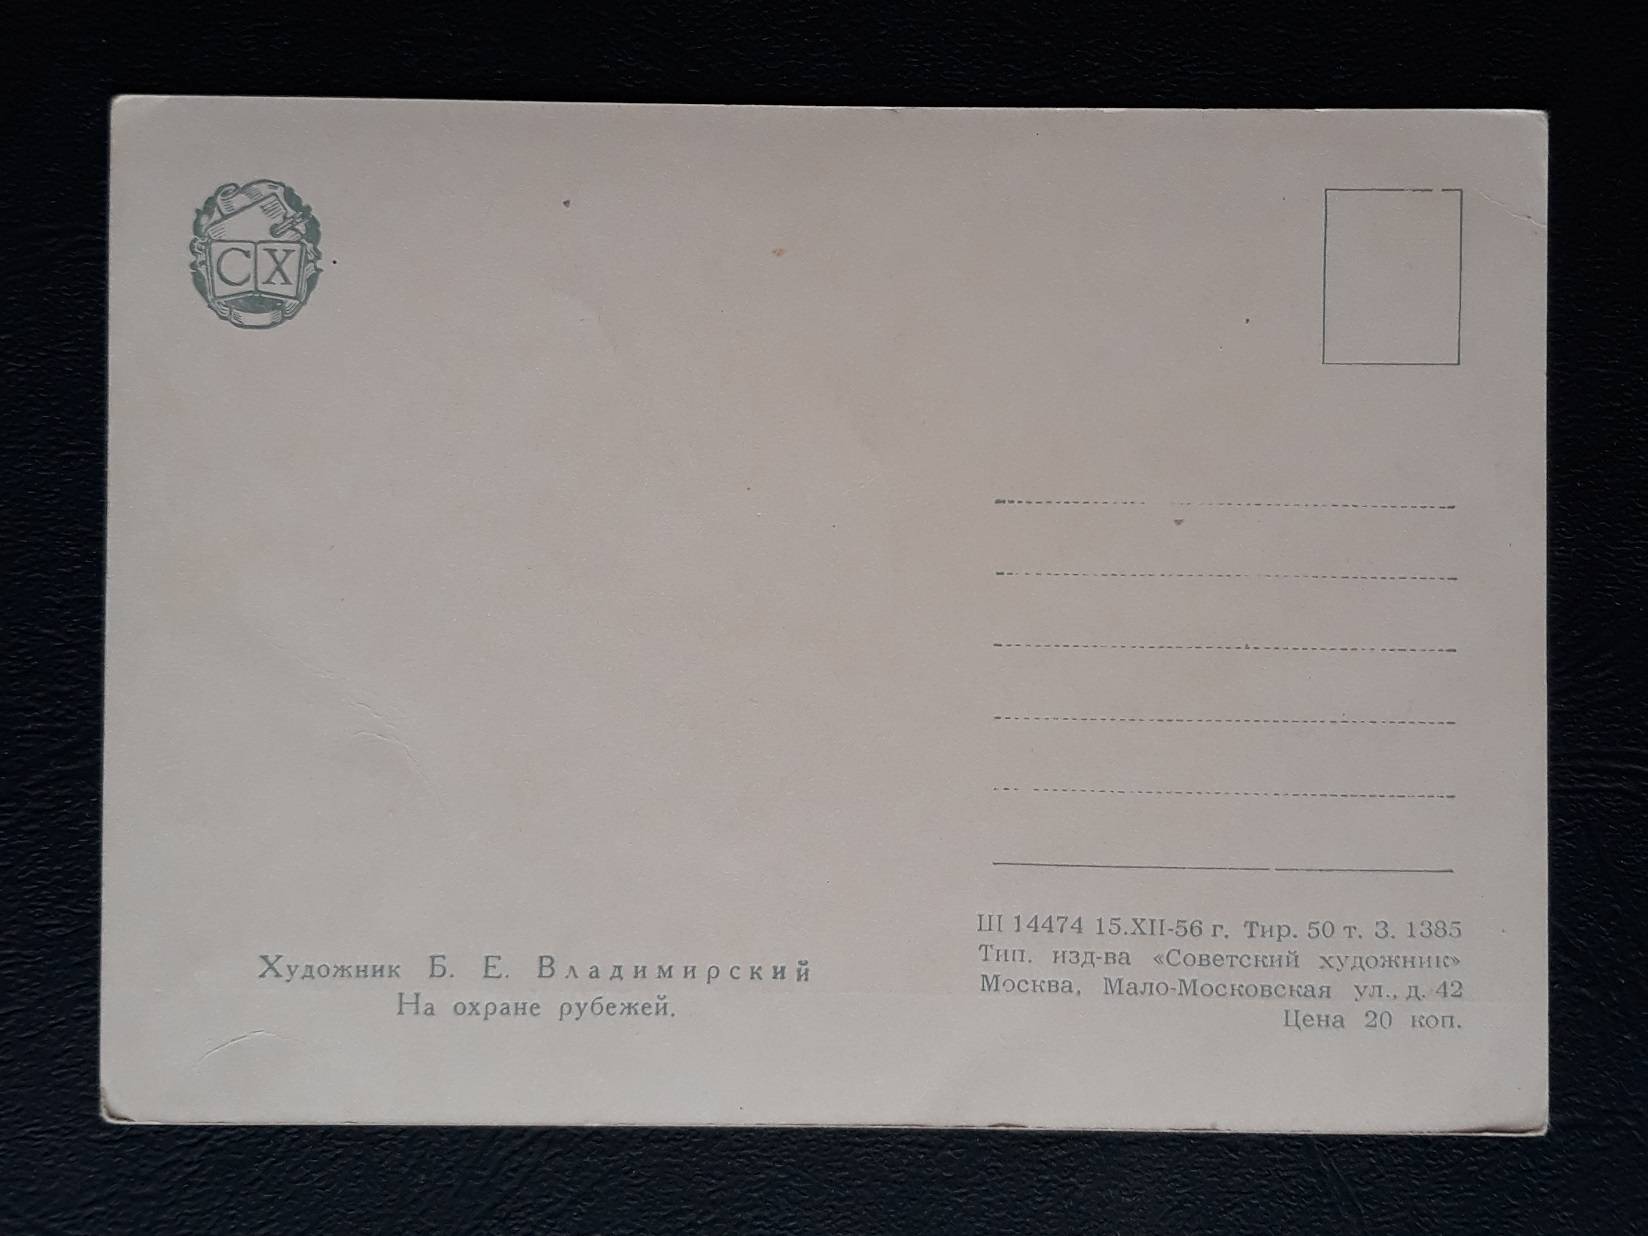 СХ
Художник Б. Е. Владимирский
На охране рубежей.
Ш 14474 15.XII-56 г. Тир. 50 т. З. 1385
Тип. изд-ва «Советский художник»
Москва, Мало-Московская ул., д. 42
Цена 20 коп.